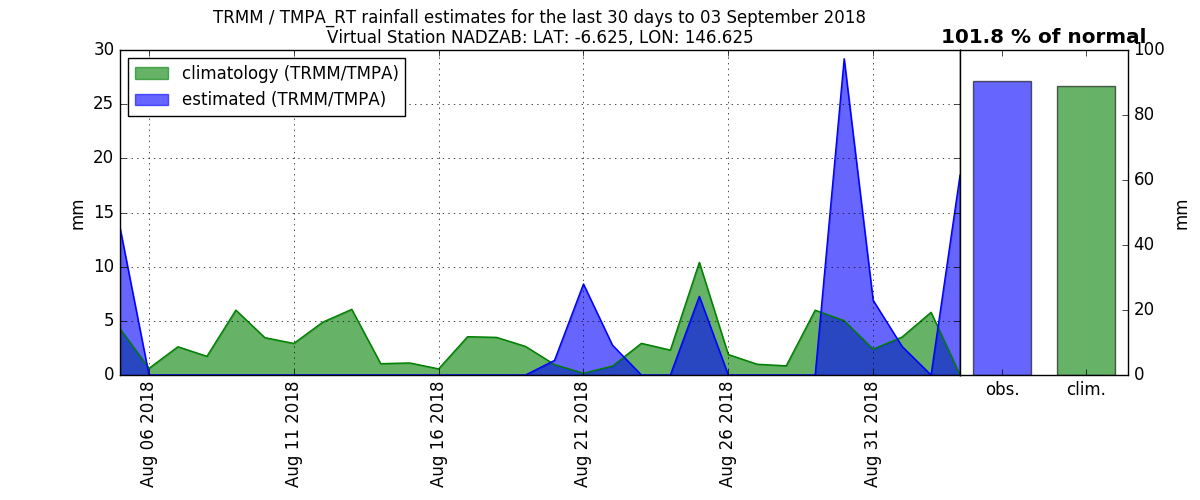 TRMM / TMPA_RT rainfall estimates for the last 30 days to 03 September 2018
Virtual Station NADZAB: LAT: -6.625, LON: 146.625
101.8 % of normal
climatology (TRMM/TMPA)
estimated (TRMM/TMPA)
30
25
20
15
10
5
0
mm
Aug 06 2018
Aug 11 2018
Aug 16 2018
Aug 21 2018
Aug 26 2018
Aug 31 2018
obs.
clim.
100
80
60
40
20
0
mm